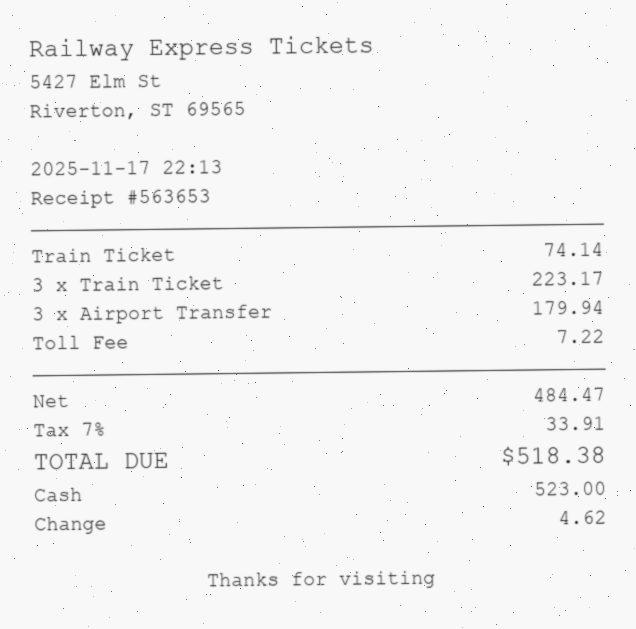 Railway Express Tickets
5427 Elm St
Riverton, ST 69565
2025-11-17 22:13
Receipt #563653
Train Ticket 74.14
3 x Train Ticket 223.17
3 x Airport Transfer 179.94
Toll Fee 7.22
Net 484.47
Tax 7% 33.91
TOTAL DUE $518.38
Cash 523.00
Change 4.62
Thanks for visiting